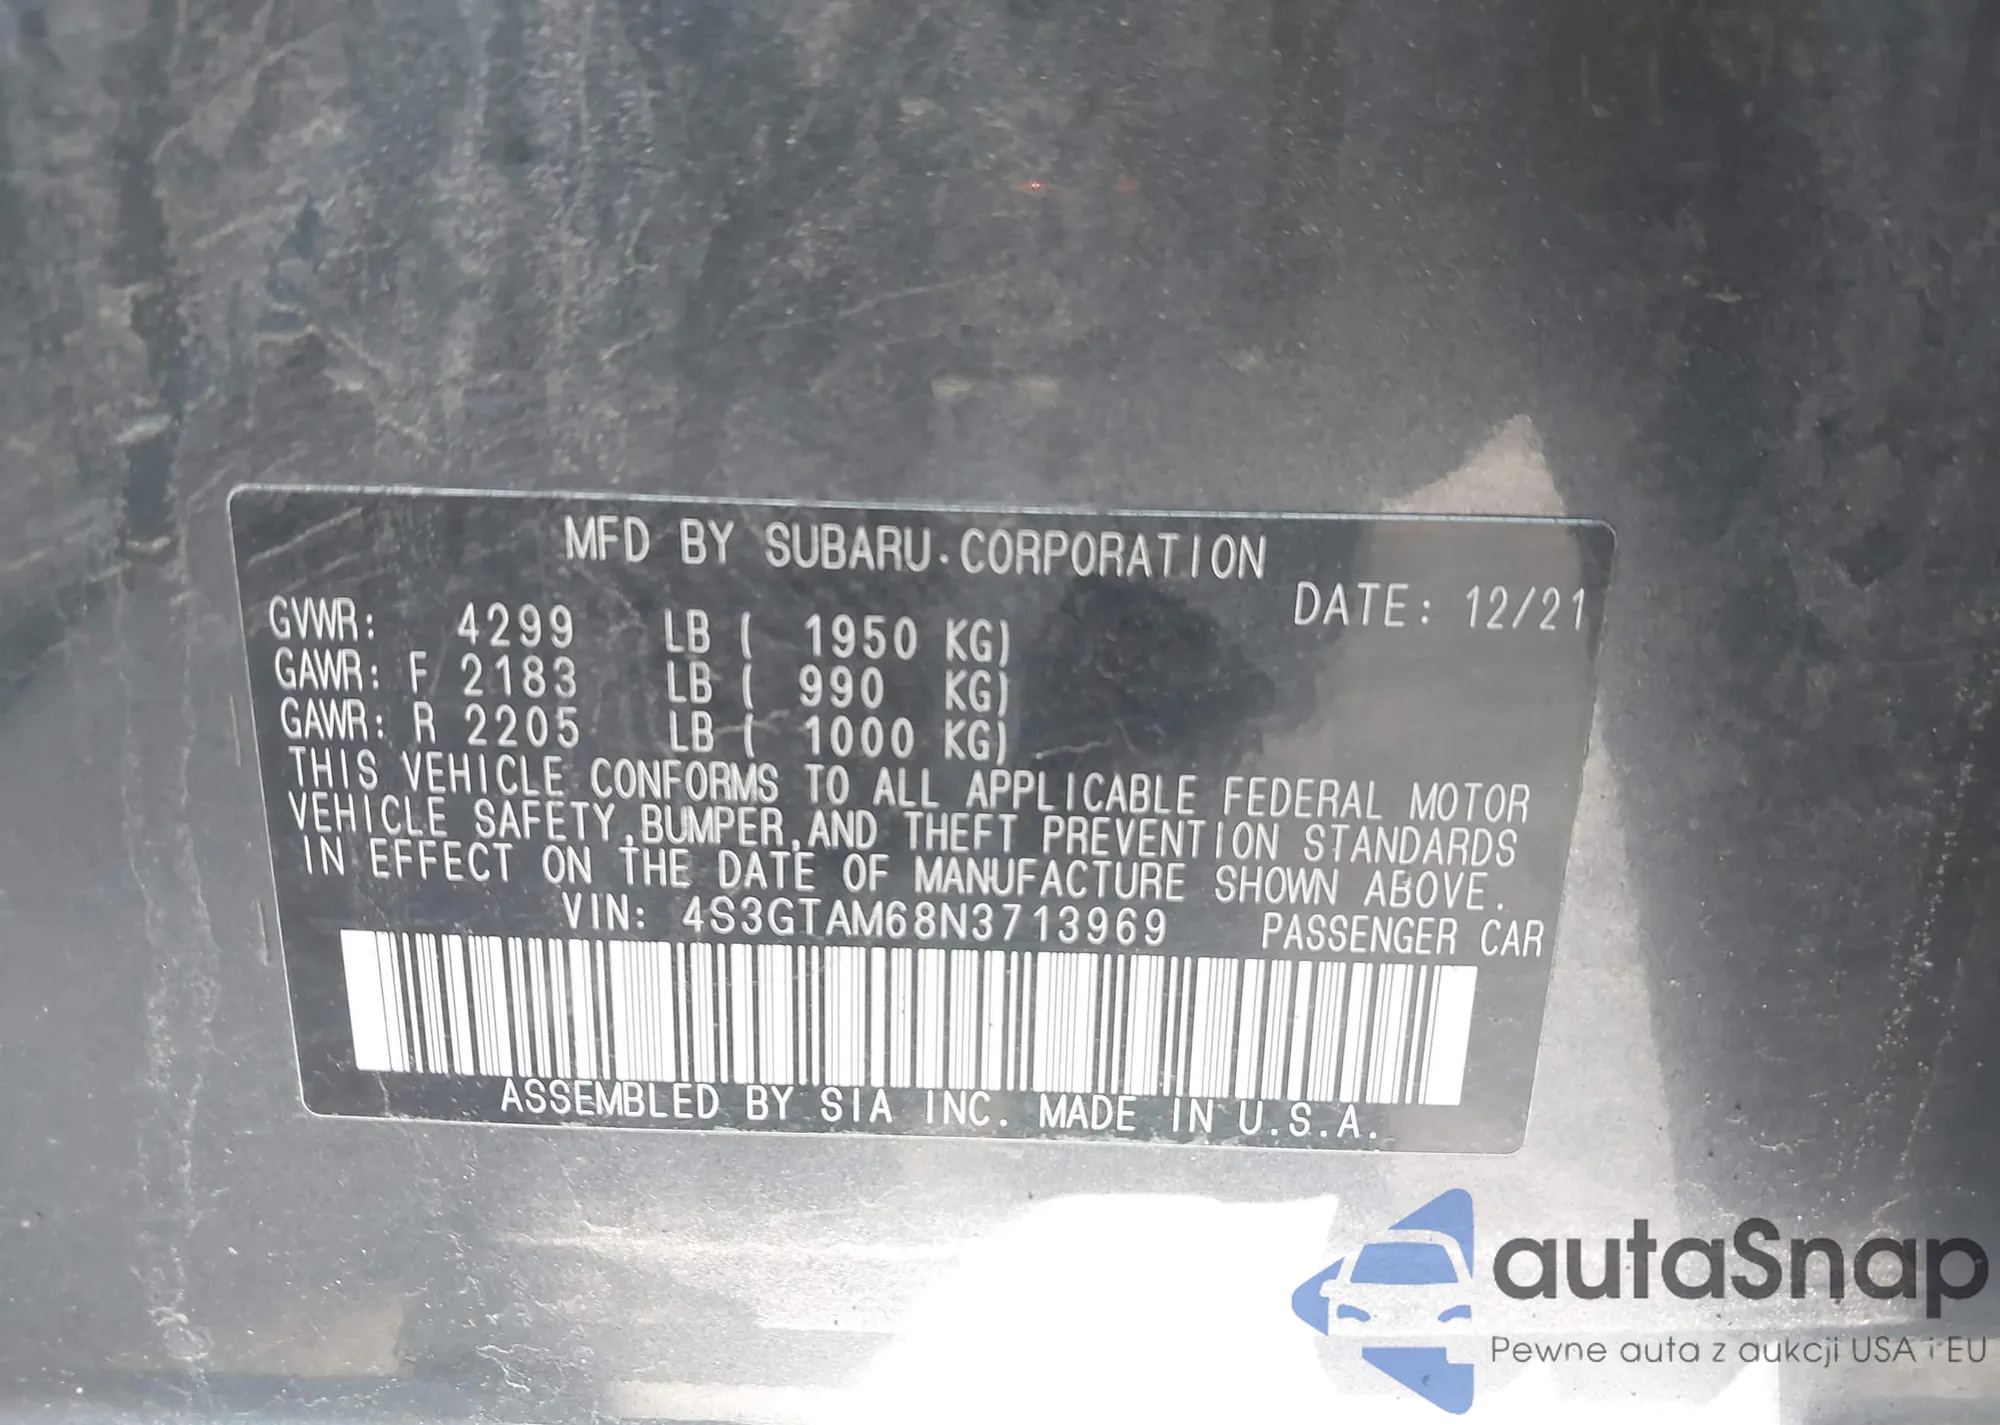 MFD BY SUBARU.CORPORATION
DATE: 12/21
GVWR: 4299 LB ( 1950 KG)
GAWR: F 2183 LB ( 990 KG)
GAWR: R 2205 LB ( 1000 KG)
THIS VEHICLE CONFORMS TO ALL APPLICABLE FEDERAL MOTOR
VEHICLE SAFETY,BUMPER,AND THEFT PREVENTION STANDARDS
IN EFFECT ON THE DATE OF MANUFACTURE SHOWN ABOVE.
VIN: 4S3GTAM68N3713969 PASSENGER CAR
ASSEMBLED BY SIA INC. MADE IN U.S.A.
autaSnap
Pewne auta z aukcji USA i EU